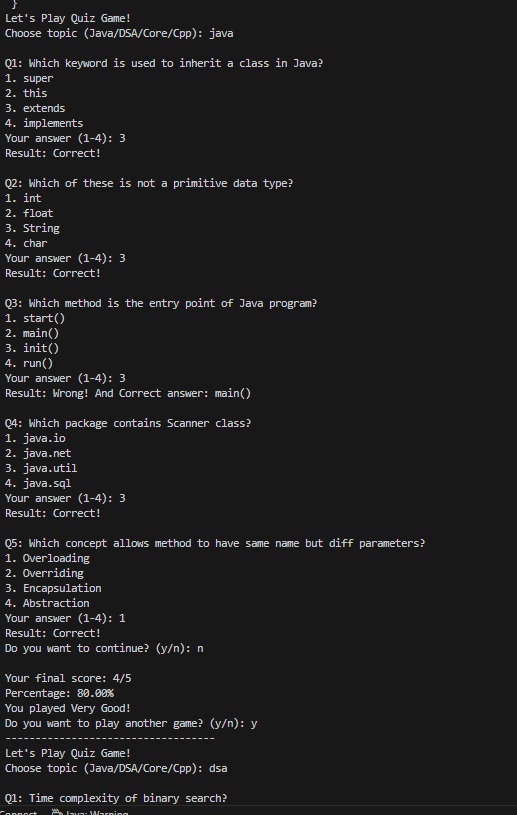 }
Let's Play Quiz Game!
Choose topic (Java/DSA/Core/Cpp): java
Q1: Which keyword is used to inherit a class in Java?
1. super
2. this
3. extends
4. implements
Your answer (1-4): 3
Result: Correct!
Q2: Which of these is not a primitive data type?
1. int
2. float
3. String
4. char
Your answer (1-4): 3
Result: Correct!
Q3: Which method is the entry point of Java program?
1. start()
2. main()
3. init()
4. run()
Your answer (1-4): 3
Result: Wrong! And Correct answer: main()
Q4: Which package contains Scanner class?
1. java.io
2. java.net
3. java.util
4. java.sql
Your answer (1-4): 3
Result: Correct!
Q5: Which concept allows method to have same name but diff parameters?
1. Overloading
2. Overriding
3. Encapsulation
4. Abstraction
Your answer (1-4): 1
Result: Correct!
Do you want to continue? (y/n): n
Your final score: 4/5
Percentage: 80.00%
You played Very Good!
Do you want to play another game? (y/n): y
-----------------------------------
Let's Play Quiz Game!
Choose topic (Java/DSA/Core/Cpp): dsa
Q1: Time complexity of binary search?
Java: Warning